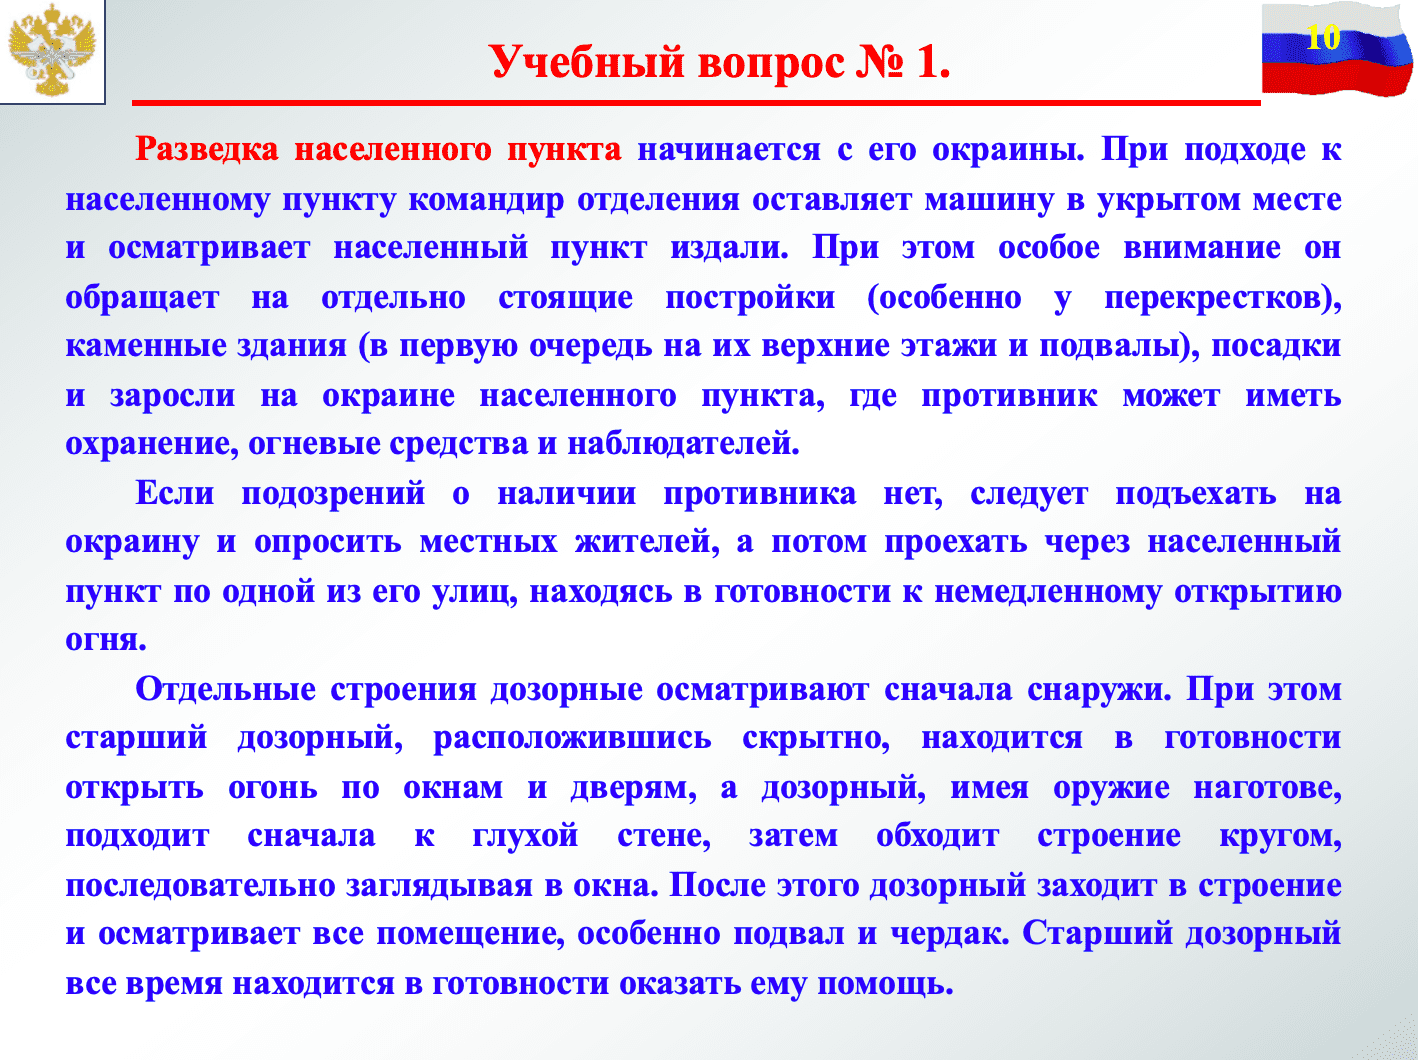 10
Учебный вопрос № 1.
Разведка населенного пункта начинается с его окраины. При подходе к
населенному пункту командир отделения оставляет машину в укрытом месте
и осматривает населенный пункт издали. При этом особое внимание он
обращает на отдельно стоящие постройки (особенно у перекрестков),
каменные здания (в первую очередь на их верхние этажи и подвалы), посадки
и заросли на окраине населенного пункта, где противник может иметь
охранение, огневые средства и наблюдателей.
Если подозрений о наличии противника нет, следует подъехать на
окраину и опросить местных жителей, а потом проехать через населенный
пункт по одной из его улиц, находясь в готовности к немедленному открытию
огня.
Отдельные строения дозорные осматривают сначала снаружи. При этом
старший дозорный, расположившись скрытно, находится в готовности
открыть огонь по окнам и дверям, а дозорный, имея оружие наготове,
подходит сначала к глухой стене, затем обходит строение кругом,
последовательно заглядывая в окна. После этого дозорный заходит в строение
и осматривает все помещение, особенно подвал и чердак. Старший дозорный
все время находится в готовности оказать ему помощь.